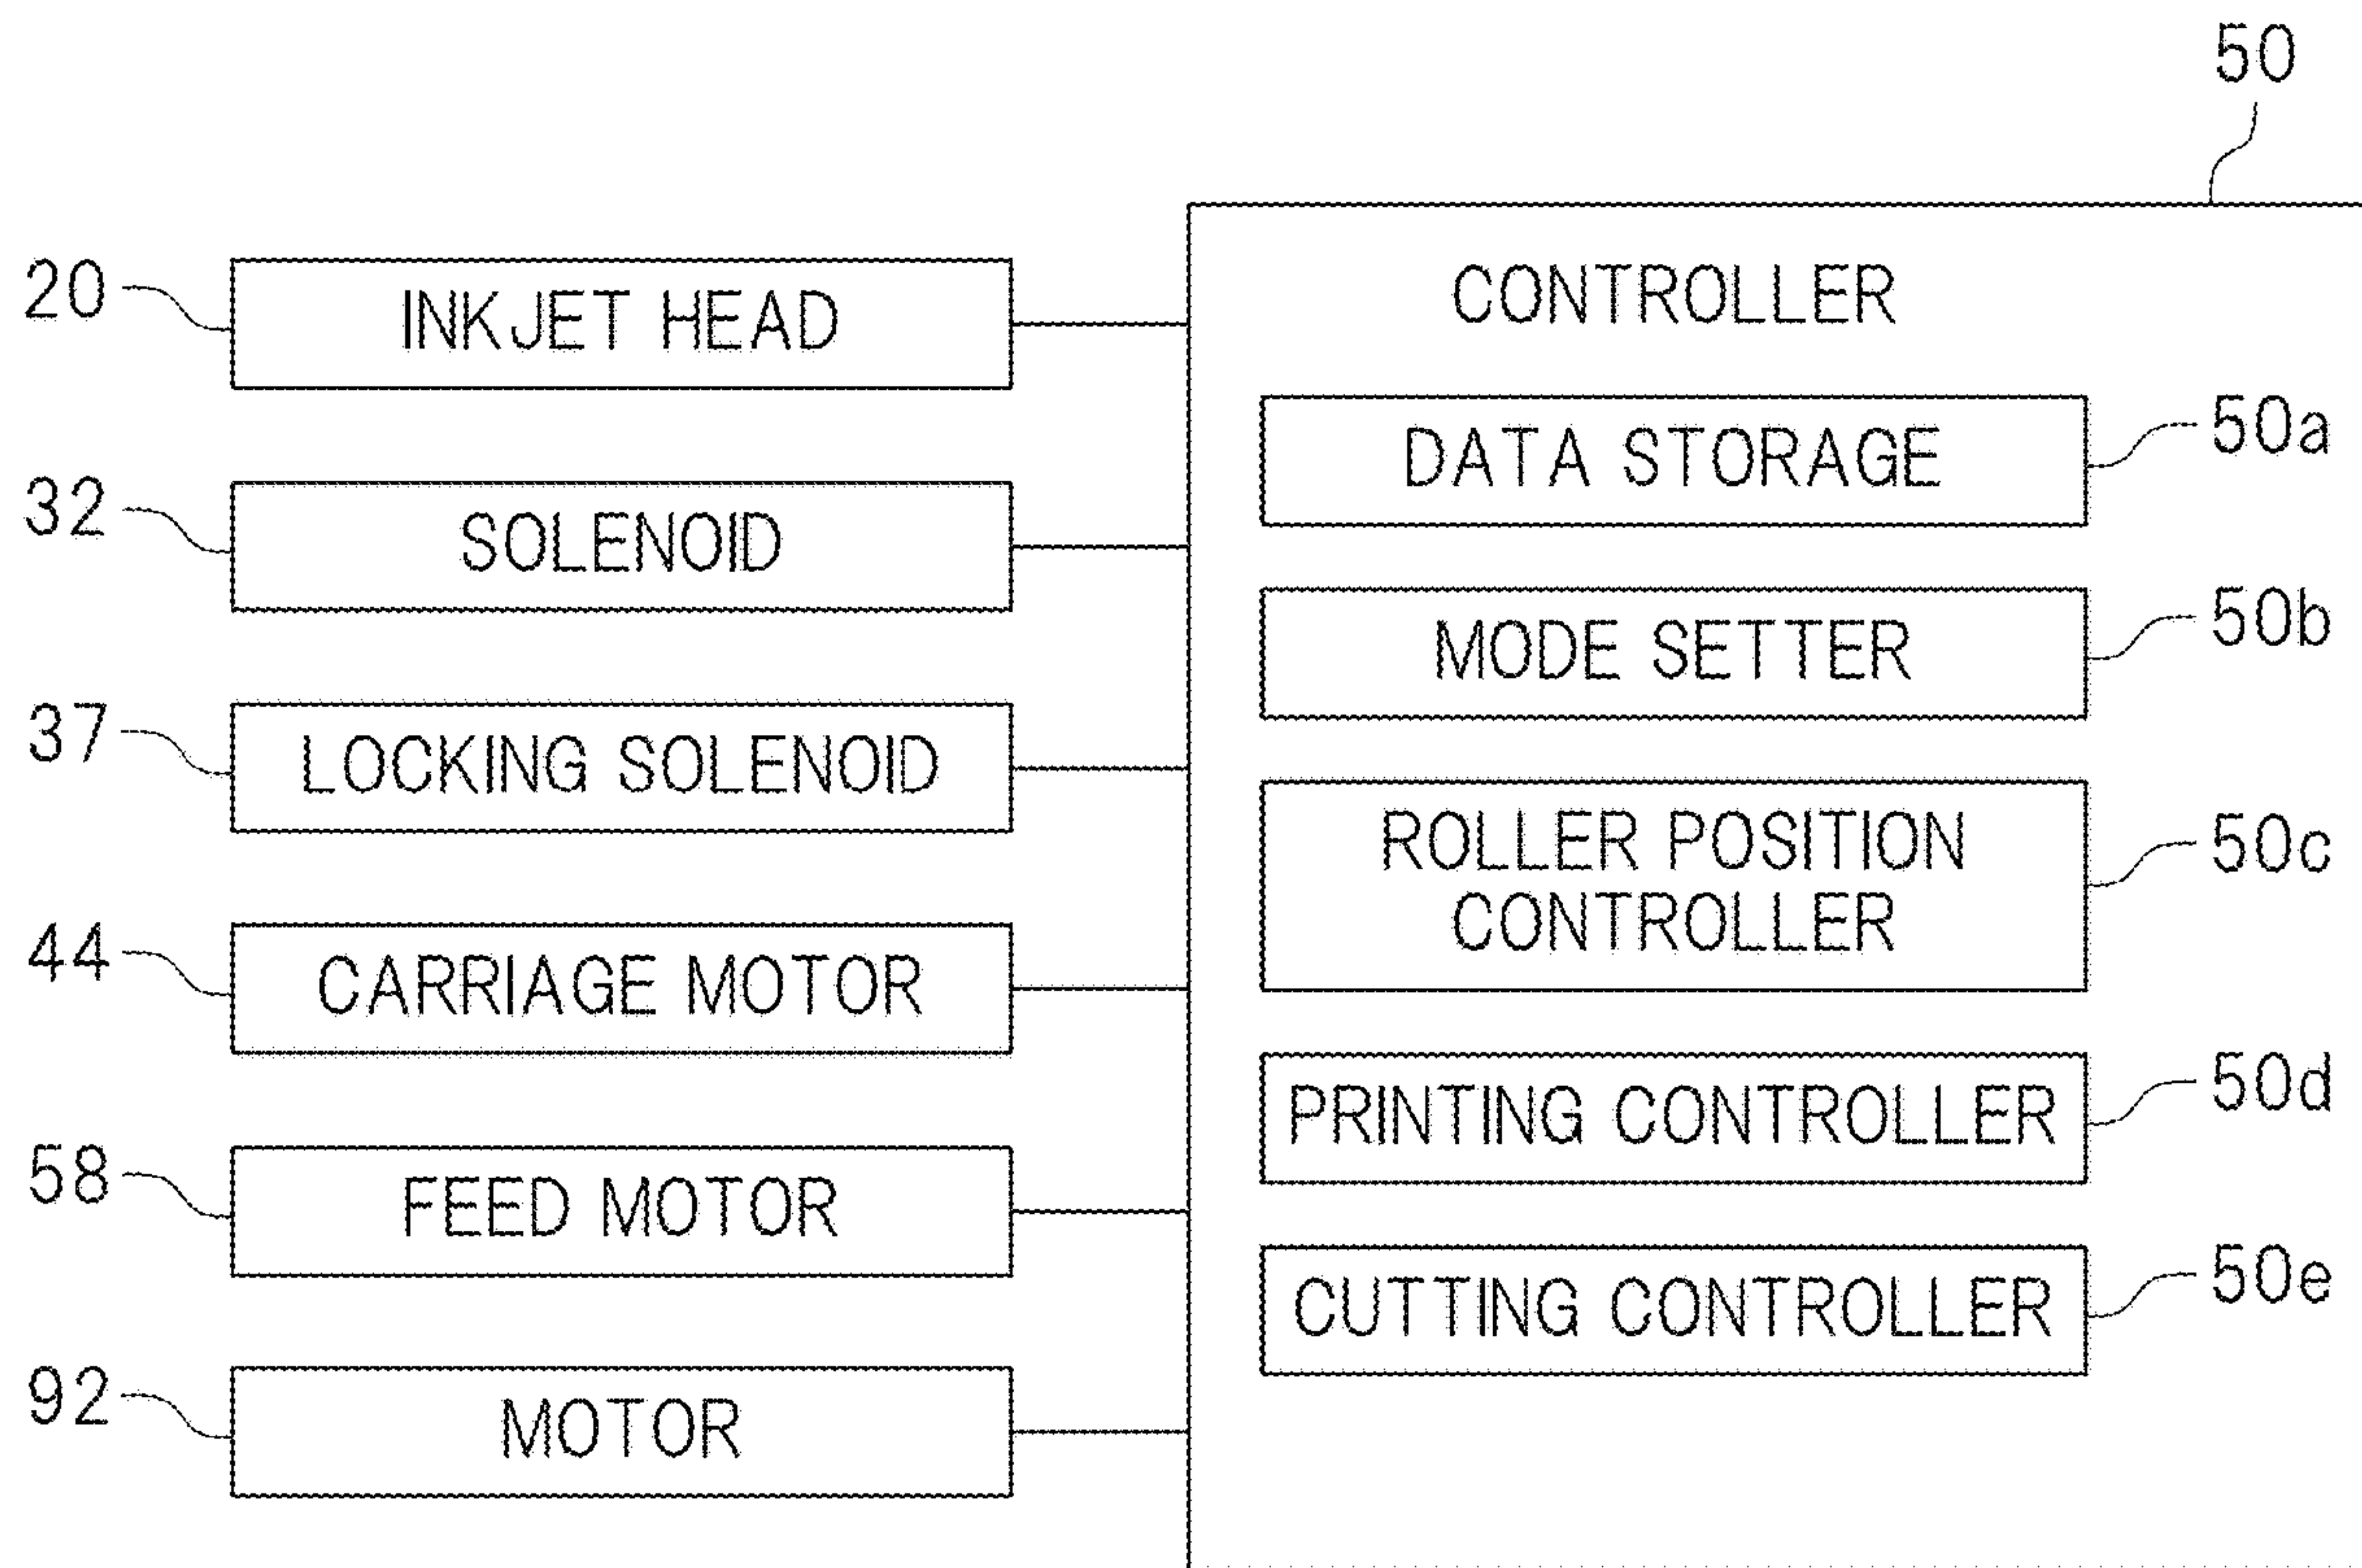 50
20
INKJET HEAD
32
SOLENOID
37
LOCKING SOLENOID
44
CARRIAGE MOTOR
58
FEED MOTOR
92
MOTOR
CONTROLLER
DATA STORAGE
50a
MODE SETTER
50b
ROLLER POSITION
CONTROLLER
50c
PRINTING CONTROLLER
50d
CUTTING CONTROLLER
50e